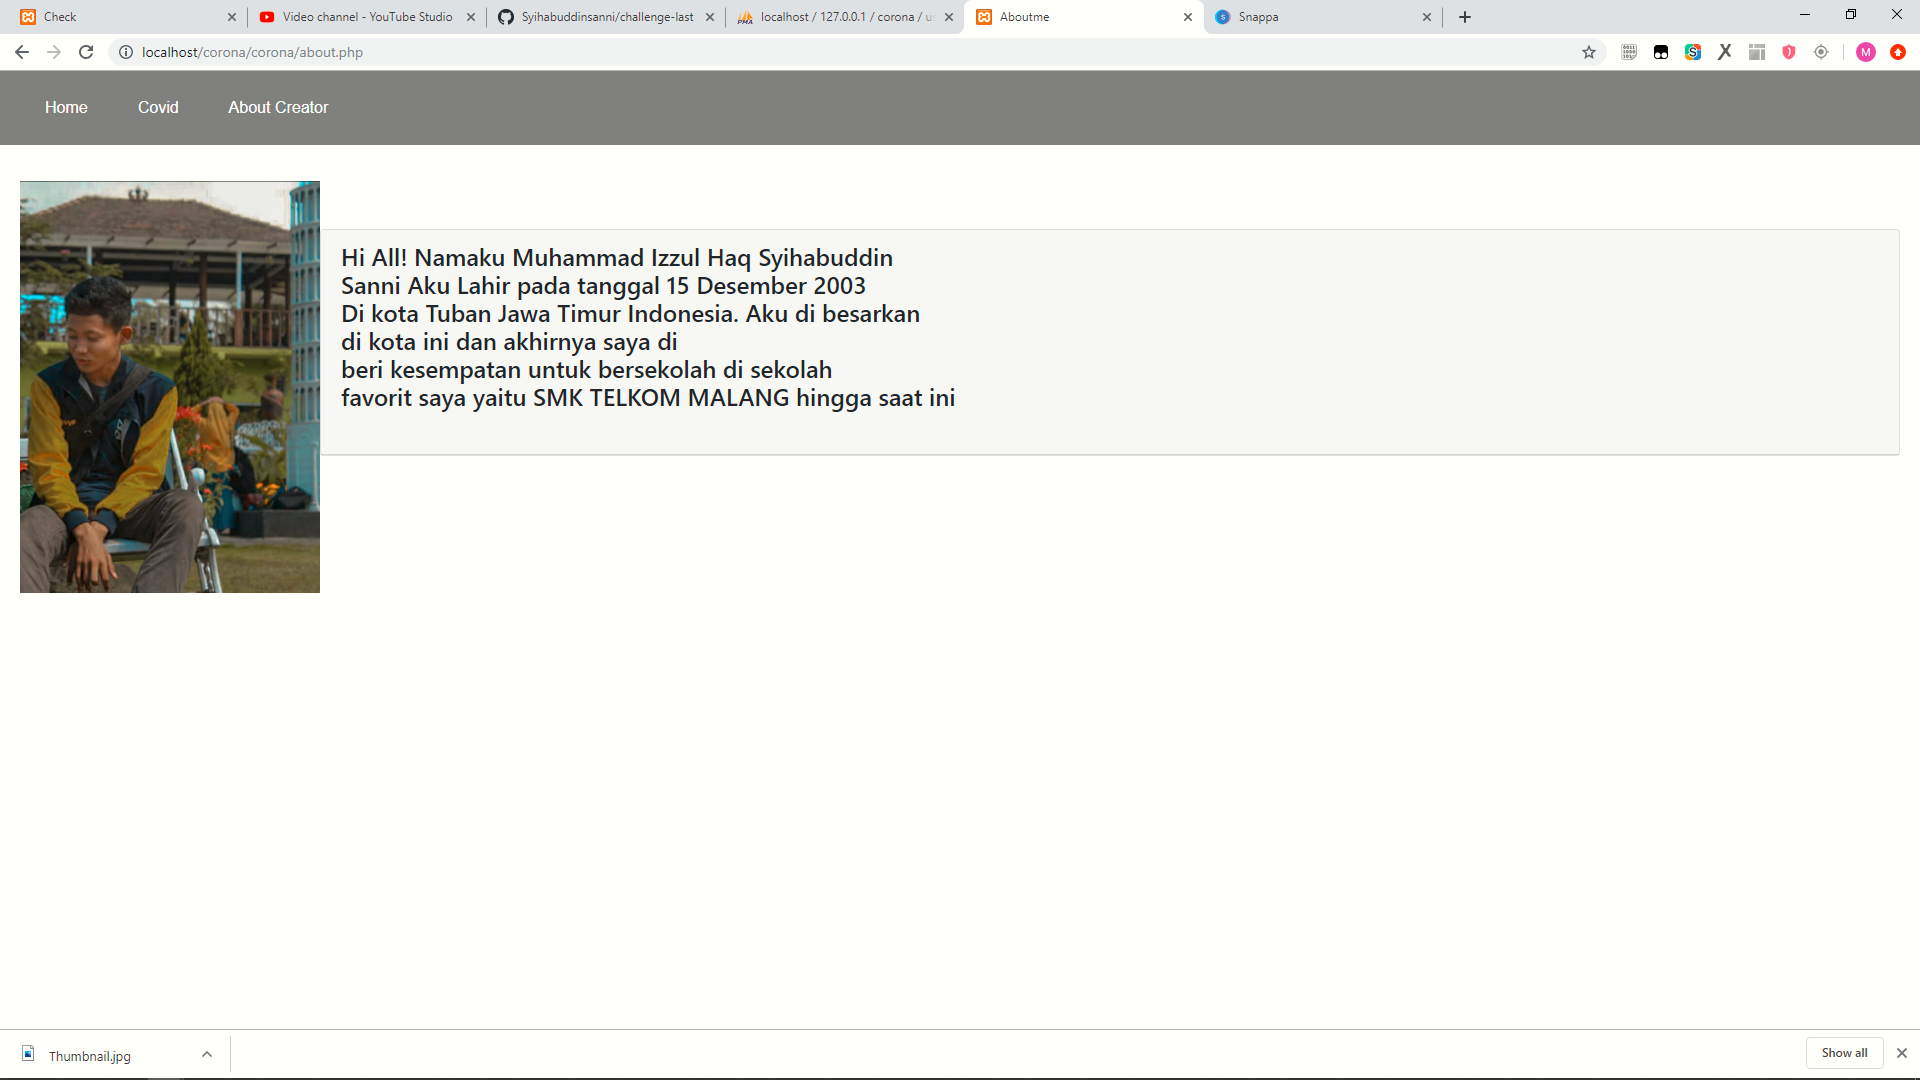 Check
Video channel - YouTube Studio
Syihabuddinsanni/challenge-last
localhost / 127.0.0.1 / corona / us
Aboutme
Snappa
localhost/corona/corona/about.php
M
Home
Covid
About Creator
Hi All! Namaku Muhammad Izzul Haq Syihabuddin
Sanni Aku Lahir pada tanggal 15 Desember 2003
Di kota Tuban Jawa Timur Indonesia. Aku di besarkan
di kota ini dan akhirnya saya di
beri kesempatan untuk bersekolah di sekolah
favorit saya yaitu SMK TELKOM MALANG hingga saat ini
Thumbnail.jpg
Show all